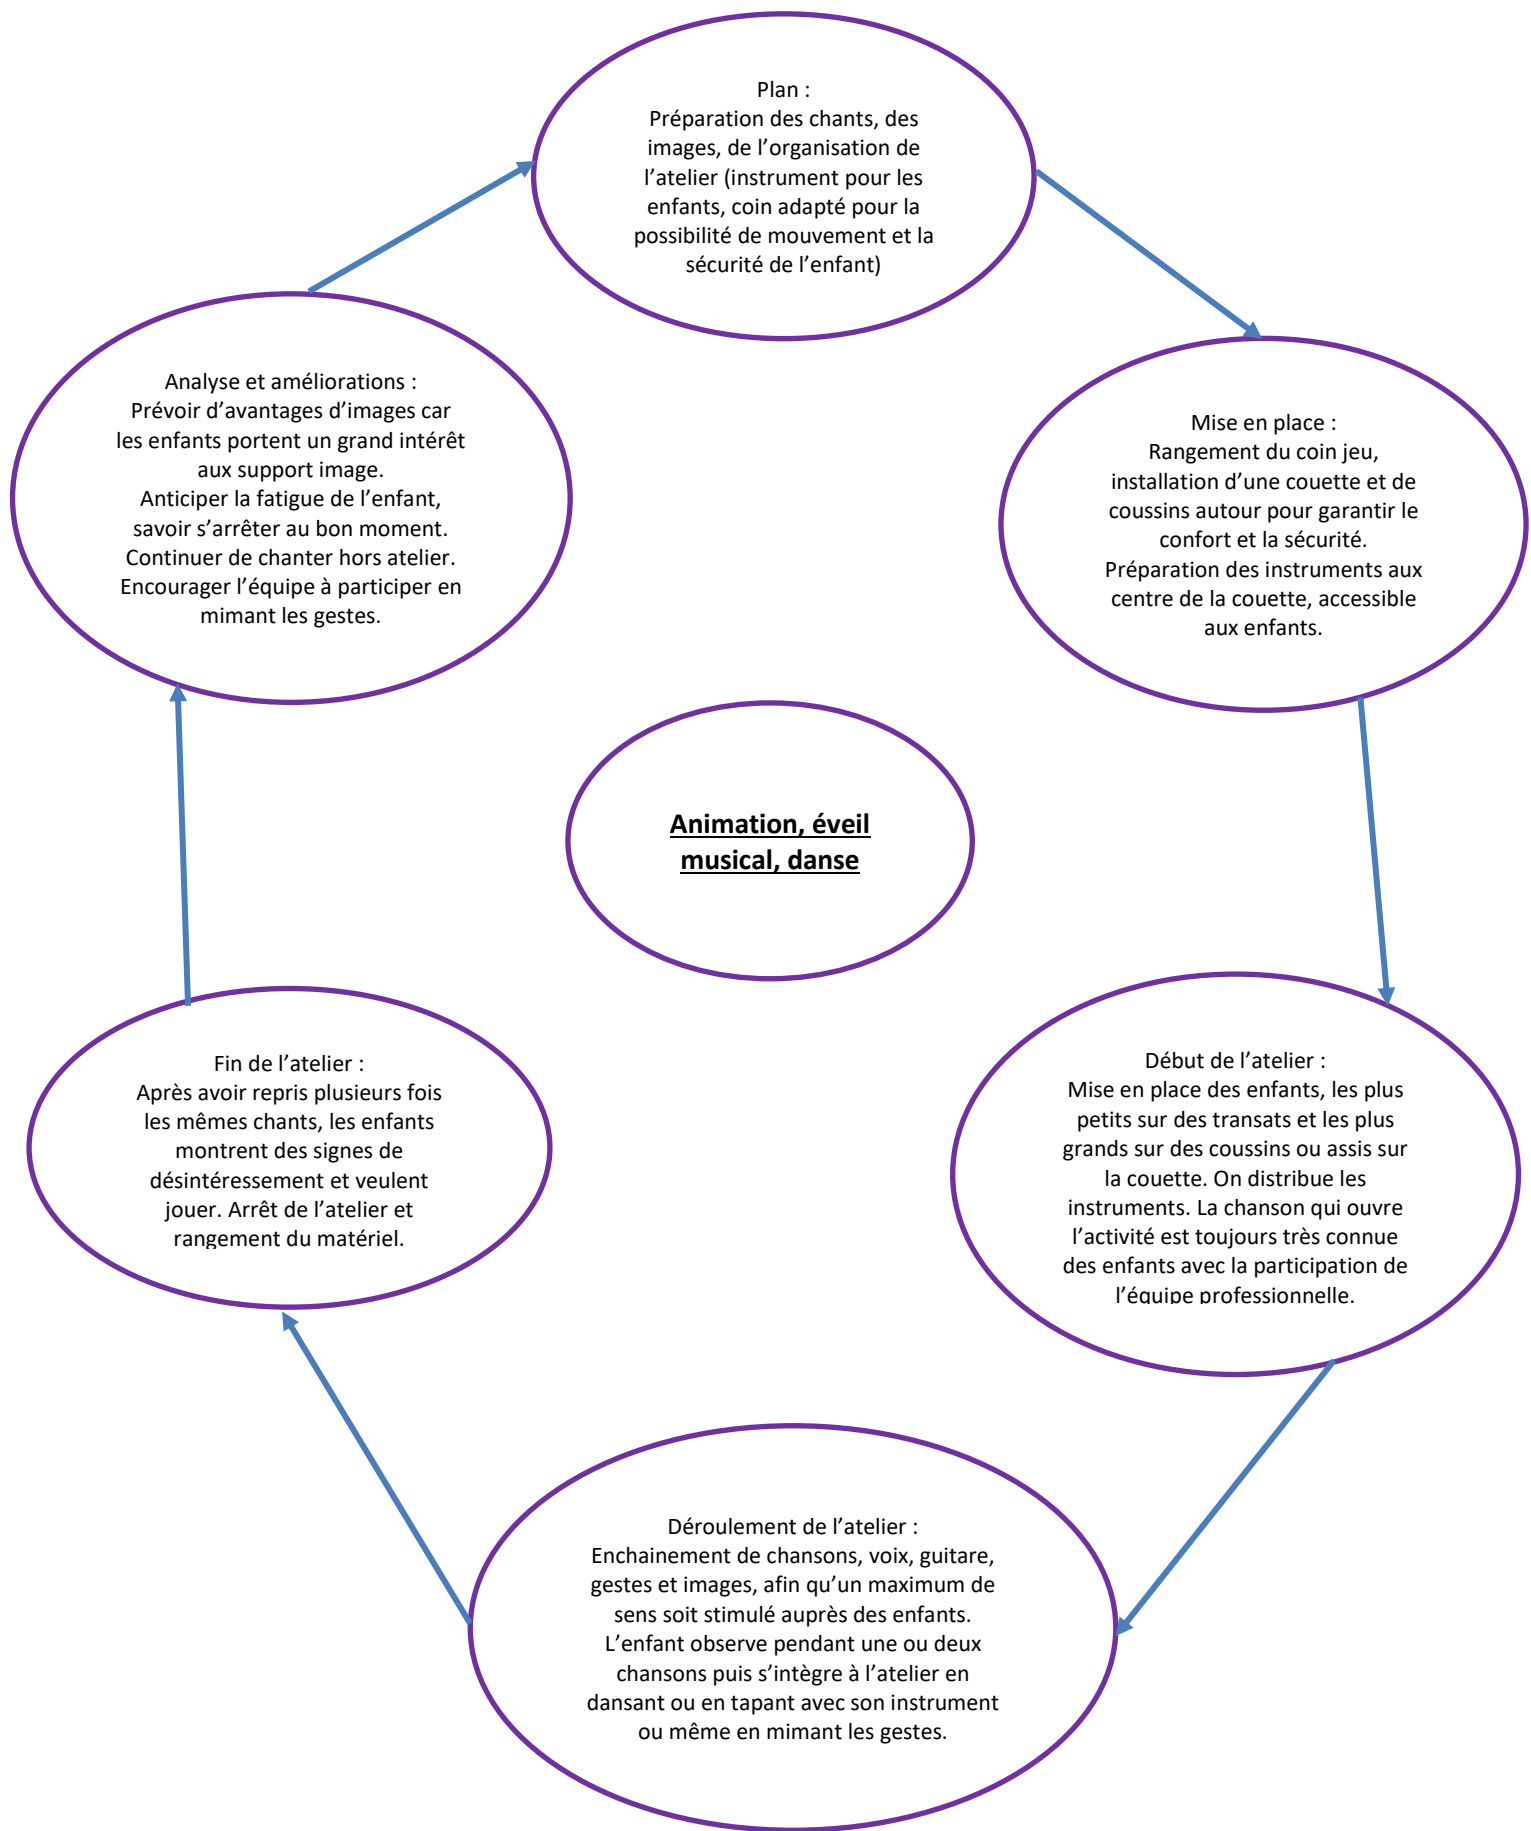 Plan :
Préparation des chants, des
images, de l’organisation de
l’atelier (instrument pour les
enfants, coin adapté pour la
possibilité de mouvement et la
sécurité de l’enfant)
Mise en place :
Rangement du coin jeu,
installation d’une couette et de
coussins autour pour garantir le
confort et la sécurité.
Préparation des instruments aux
centre de la couette, accessible
aux enfants.
Début de l’atelier :
Mise en place des enfants, les plus
petits sur des transats et les plus
grands sur des coussins ou assis sur
la couette. On distribue les
instruments. La chanson qui ouvre
l’activité est toujours très connue
des enfants avec la participation de
l’équipe professionnelle.
Déroulement de l’atelier :
Enchainement de chansons, voix, guitare,
gestes et images, afin qu’un maximum de
sens soit stimulé auprès des enfants.
L’enfant observe pendant une ou deux
chansons puis s’intègre à l’atelier en
dansant ou en tapant avec son instrument
ou même en mimant les gestes.
Fin de l’atelier :
Après avoir repris plusieurs fois
les mêmes chants, les enfants
montrent des signes de
désintéressement et veulent
jouer. Arrêt de l’atelier et
rangement du matériel.
Analyse et améliorations :
Prévoir d’avantages d’images car
les enfants portent un grand intérêt
aux support image.
Anticiper la fatigue de l’enfant,
savoir s’arrêter au bon moment.
Continuer de chanter hors atelier.
Encourager l’équipe à participer en
mimant les gestes.
Animation, éveil
musical, danse